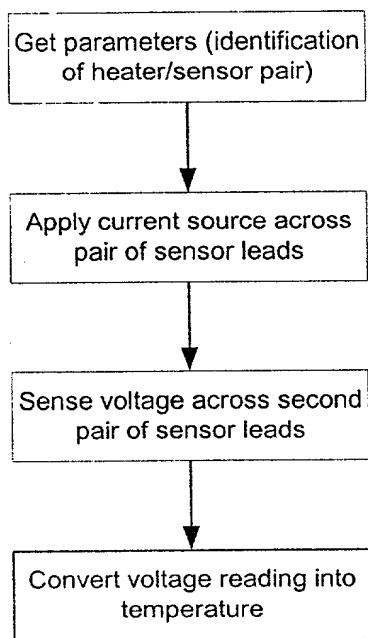 Get parameters (identification
of heater/sensor pair)
Apply current source across
pair of sensor leads
Sense voltage across second
pair of sensor leads
Convert voltage reading into
temperature